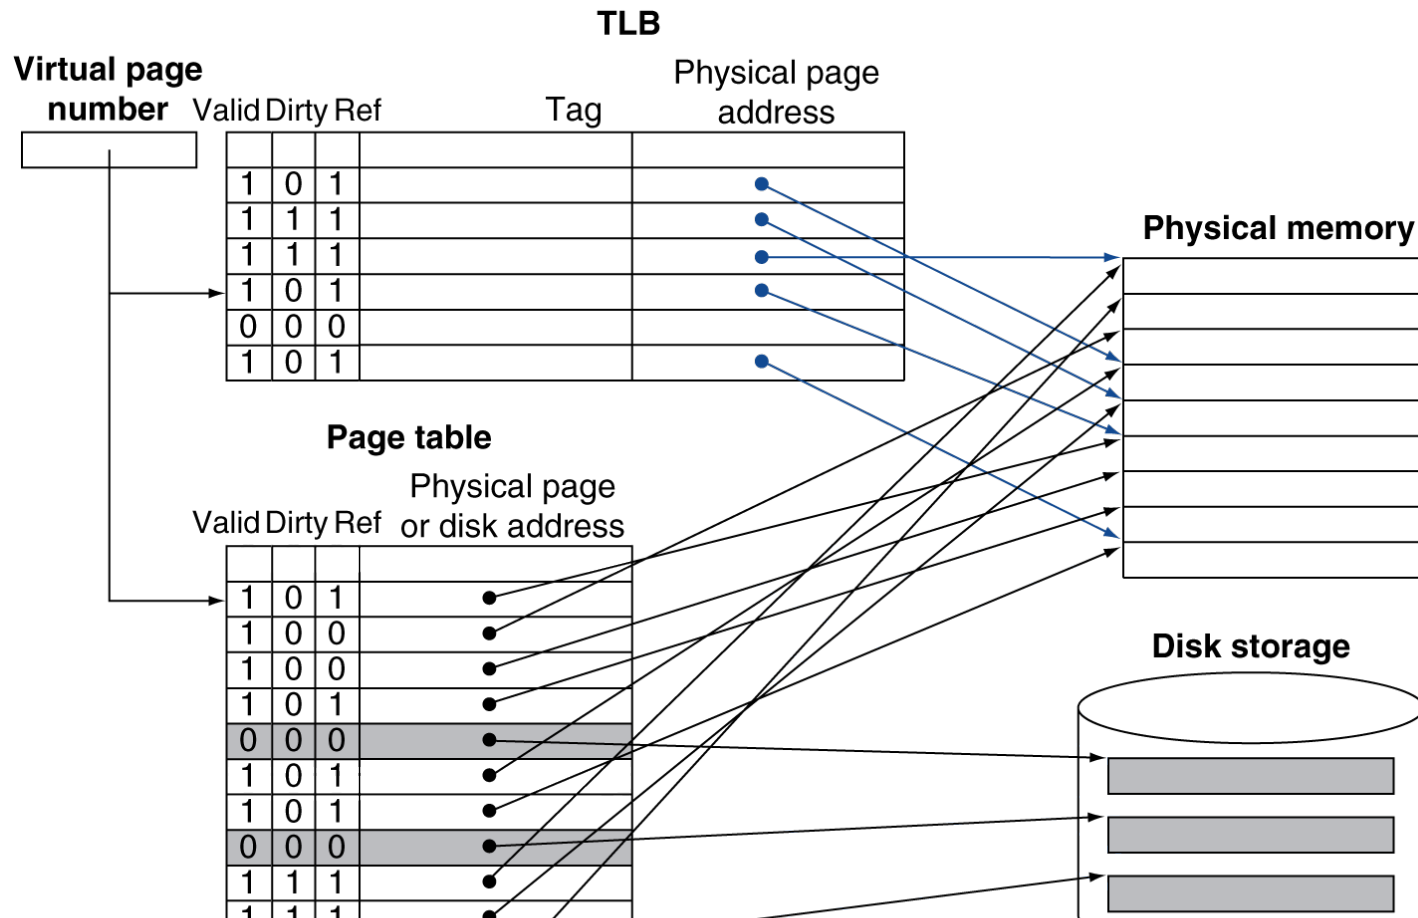 TLB
Virtual page
number
Physical page
address
Valid Dirty Ref
Tag
1 0 1
1 1 1
1 1 1
1 0 1
0 0 0
1 0 1
Physical memory
Page table
Physical page
or disk address
Valid Dirty Ref
1 0 1
1 0 0
1 0 0
1 0 1
0 0 0
1 0 1
1 0 1
0 0 0
1 1 1
1 1 1
Disk storage